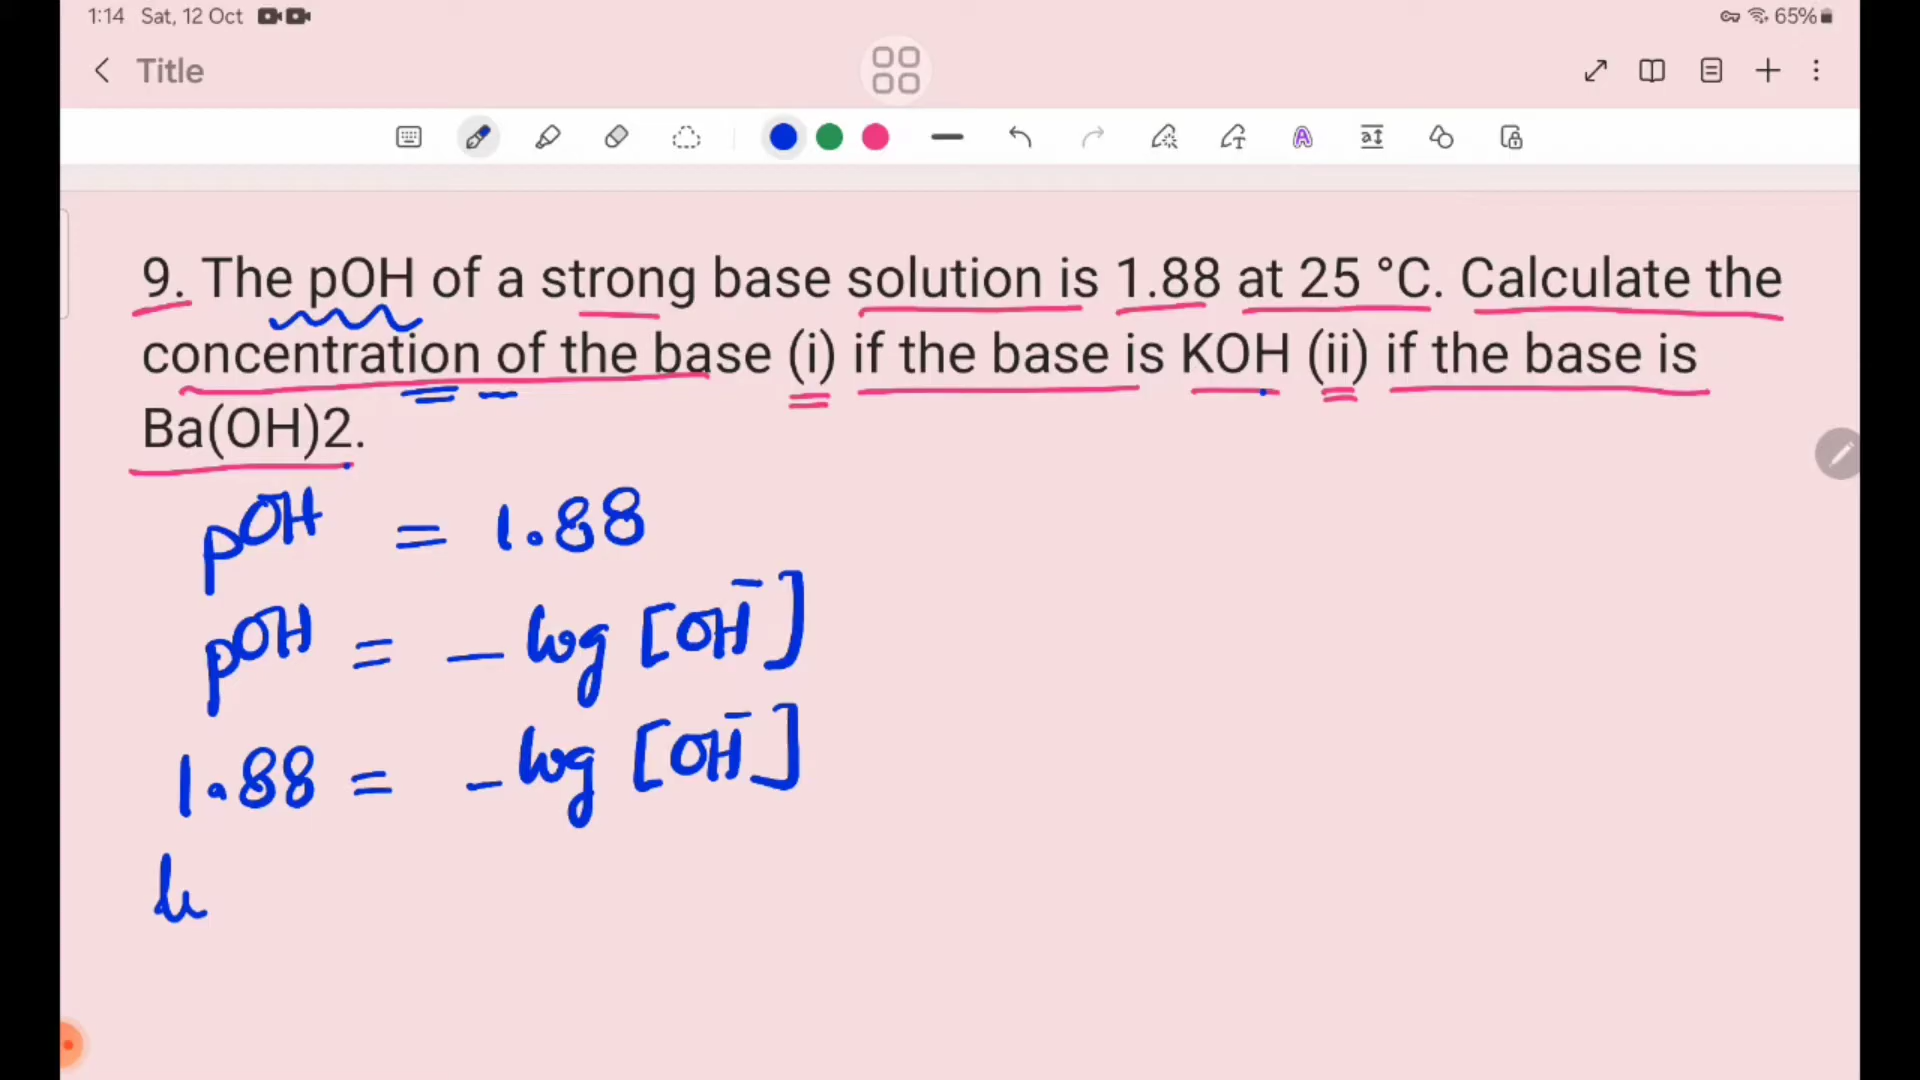 1:14 Sat, 12 Oct 65%
Title
9. The pOH of a strong base solution is 1.88 at 25 °C. Calculate the
concentration of the base (i) if the base is KOH (ii) if the base is
Ba(OH)2.
pOH = 1.88
pOH = - log [OH⁻]
1.88 = - log [OH⁻]